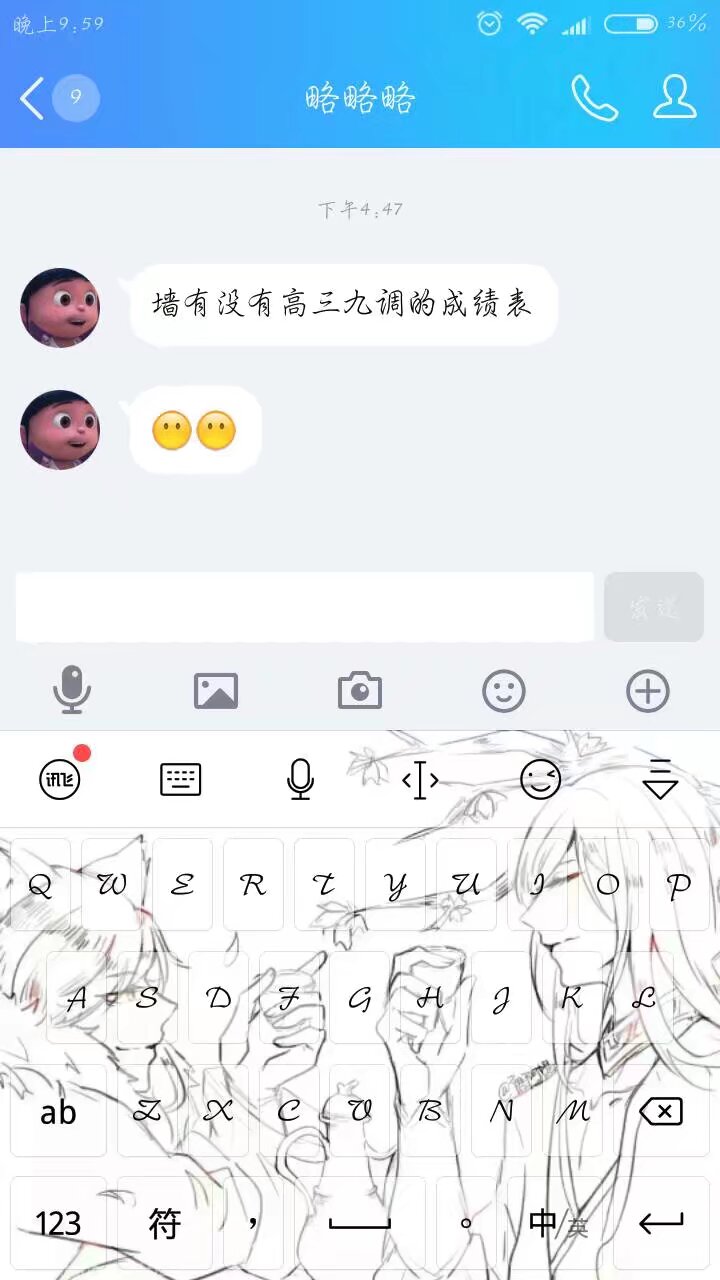 晚上9:59
36%
9
略略略
下午4:47
墙有没有高三九调的成绩表
发送
讯飞
Q W E R T Y U I O P
A S D F G H J K L
ab Z X C V B N M
123 符 , 。 中/英